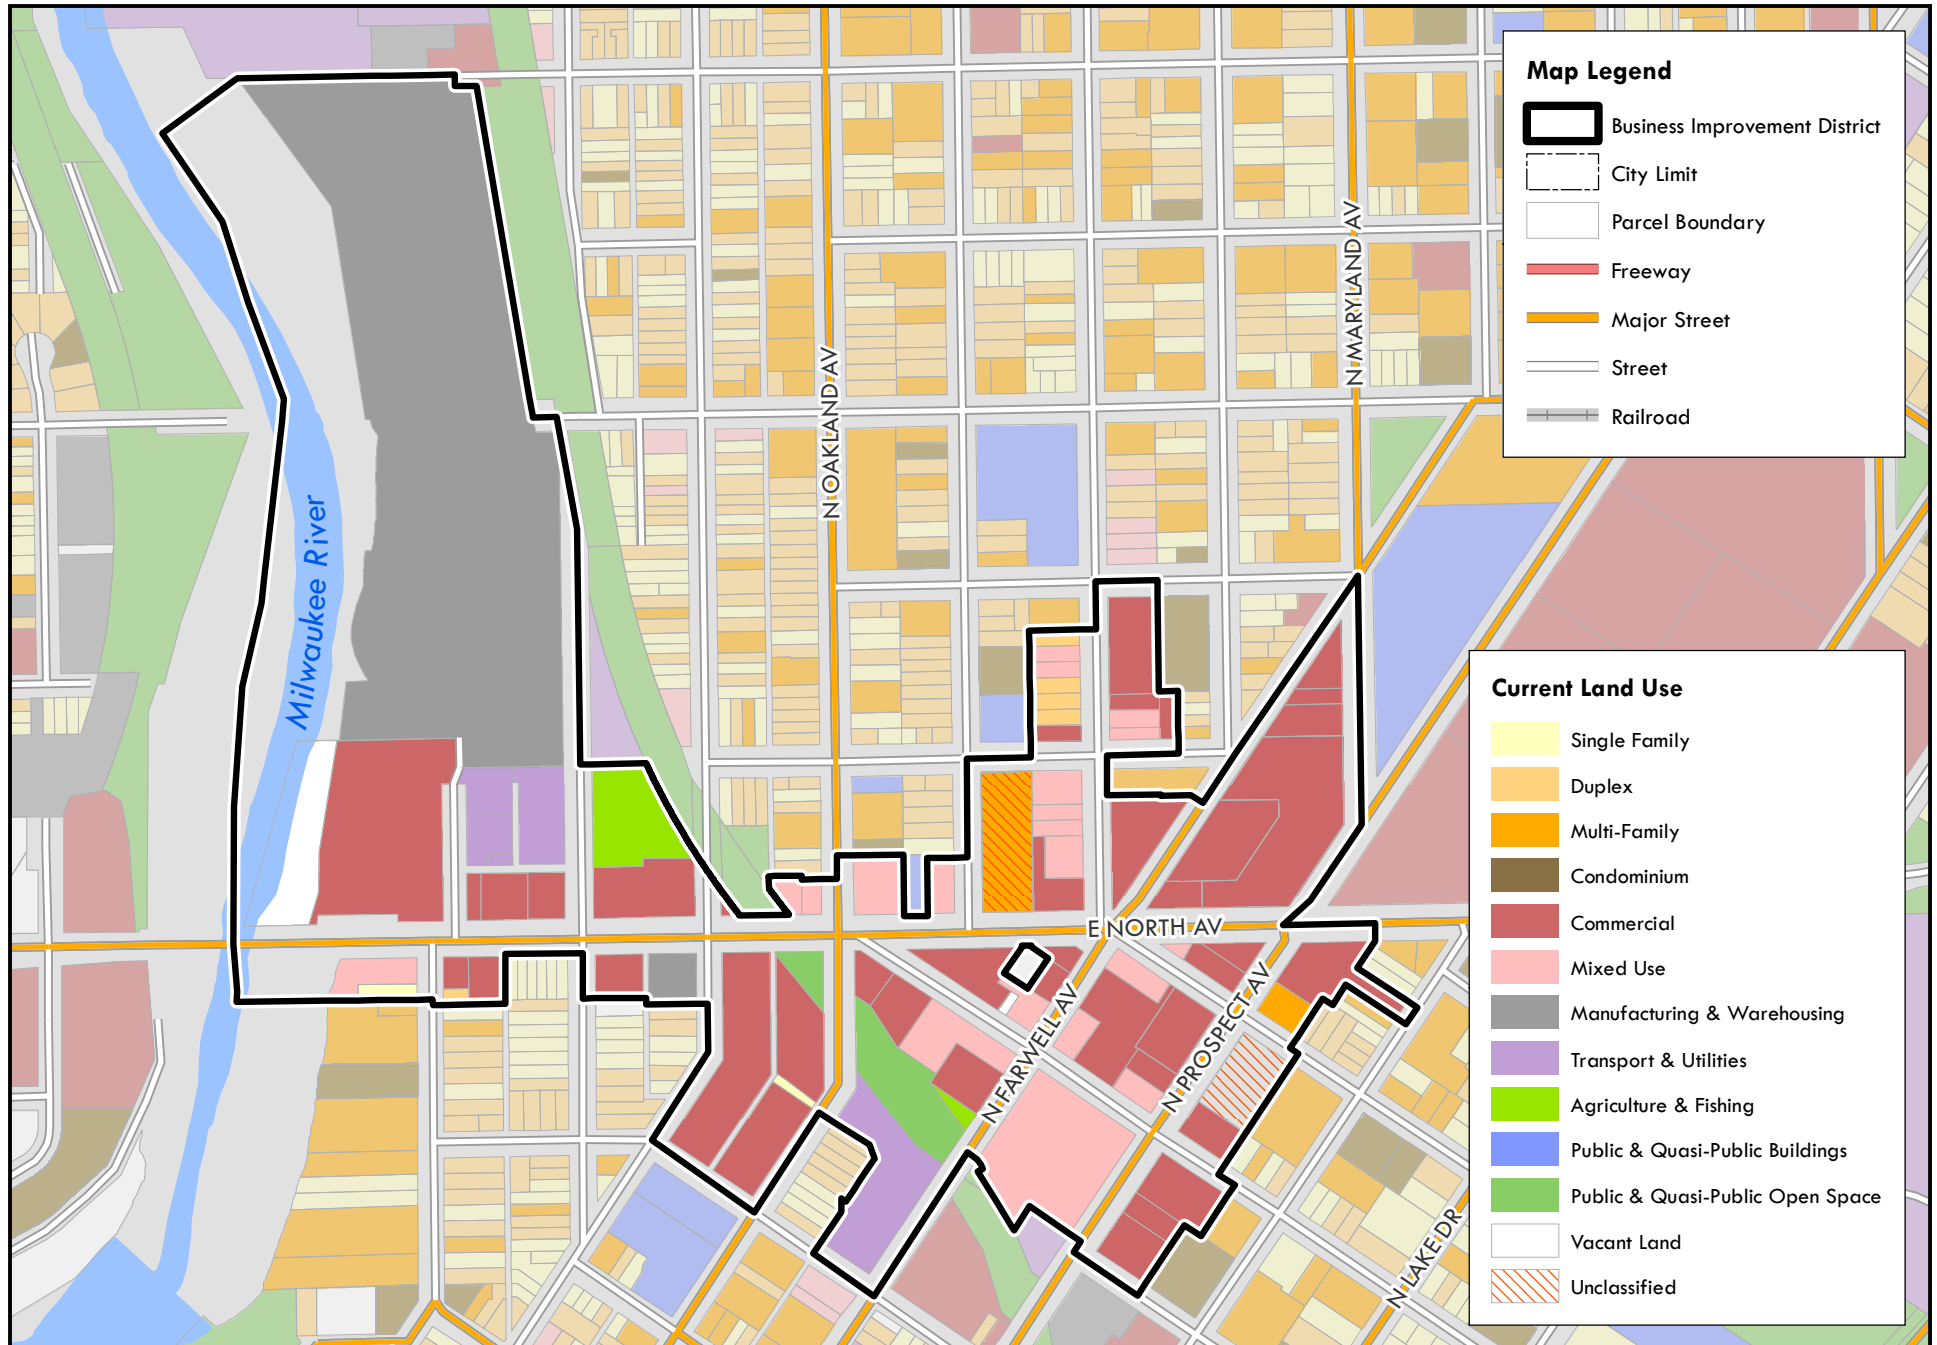 Map Legend
Business Improvement District
City Limit
Parcel Boundary
Freeway
Major Street
Street
Railroad
N MARYLAND AV
N OAKLAND AV
Milwaukee River
E NORTH AV
N FARWELL AV
N PROSPECT AV
N LAKE DR
Current Land Use
Single Family
Duplex
Multi-Family
Condominium
Commercial
Mixed Use
Manufacturing & Warehousing
Transport & Utilities
Agriculture & Fishing
Public & Quasi-Public Buildings
Public & Quasi-Public Open Space
Vacant Land
Unclassified